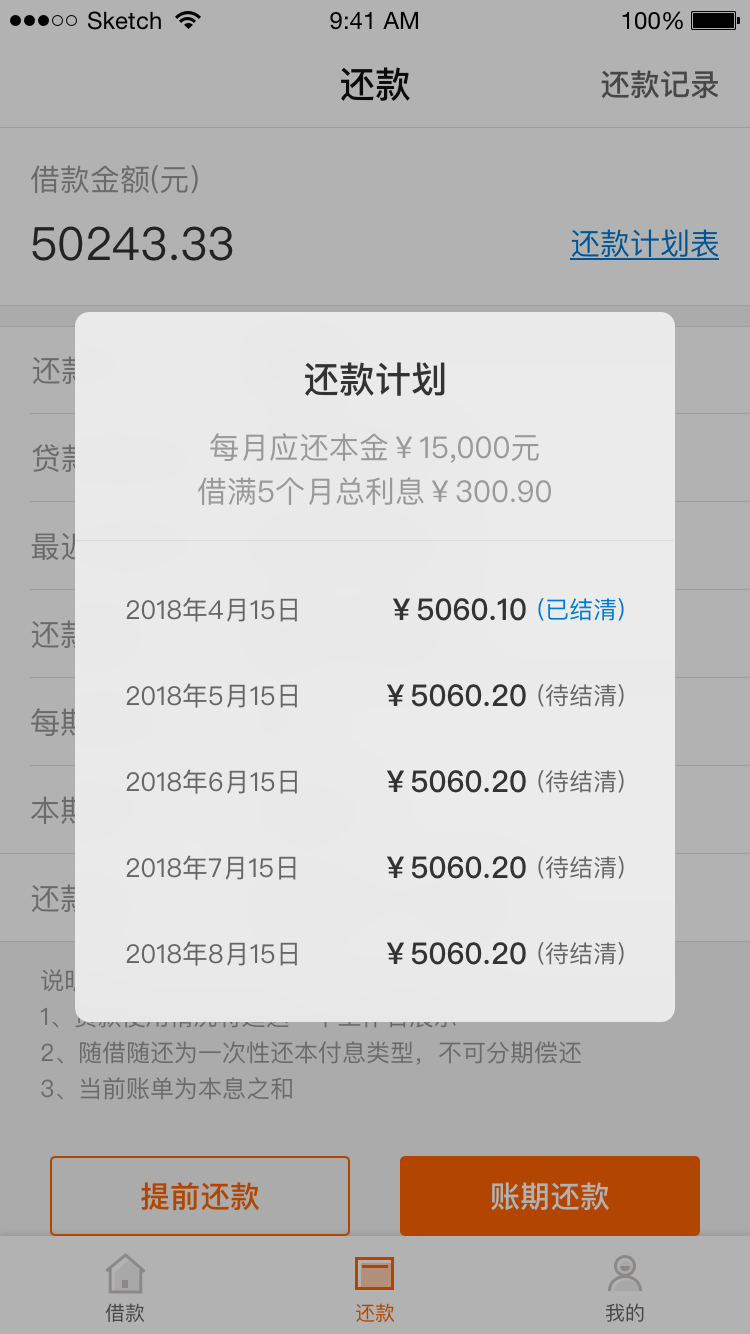 Sketch 9:41 AM 100%
还款 还款记录
借款金额(元)
50243.33 还款计划表
还款计划
每月应还本金¥15,000元
借满5个月总利息¥300.90
2018年4月15日 ¥5060.10 (已结清)
2018年5月15日 ¥5060.20 (待结清)
2018年6月15日 ¥5060.20 (待结清)
2018年7月15日 ¥5060.20 (待结清)
2018年8月15日 ¥5060.20 (待结清)
还
贷
最
还
每
本
还
说
1、
2、随借随还为一次性还本付息类型，不可分期偿还
3、当前账单为本息之和
提前还款 账期还款
借款 还款 我的